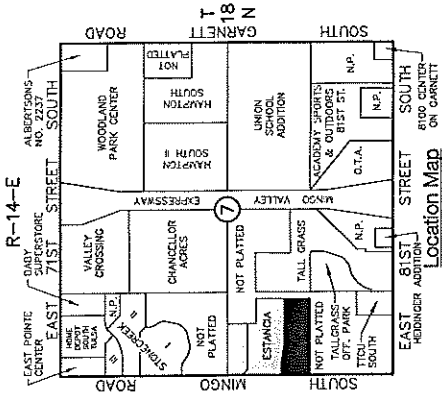 R-14-E
EAST
71ST
STREET
SOUTH
EAST POINTE
CENTER
DADY
SUPERSTORE
ALBERTSONS
NO. 2237
HOME
DEPOT SOUTH
TULSA
N.P.
III
II
I
STONECREEK
VALLEY
CROSSING
WOODLAND
PARK CENTER
CHANCELLOR
ACRES
NOT
PLATTED
HAMPTON
SOUTH II
HAMPTON
SOUTH
NOT
PLATTED
ROAD
MINGO
SOUTH
MINGO VALLEY
EXPRESSWAY
7
ROAD
GARNETT
SOUTH
T
18
N
NOT PLATTED
ESTANCIA
TALL GRASS
UNION
SCHOOL
ADDITION
NOT PLATTED
TALLGRASS
OFF. PARK
TTCU
SOUTH
N.P.
ACADEMY SPORTS
& OUTDOORS
81ST ST.
O.T.A.
N.P.
N.P.
EAST
81ST
STREET
SOUTH
HEIDINGER ADDITION
8100 CENTER
ON GARNETT
Location Map